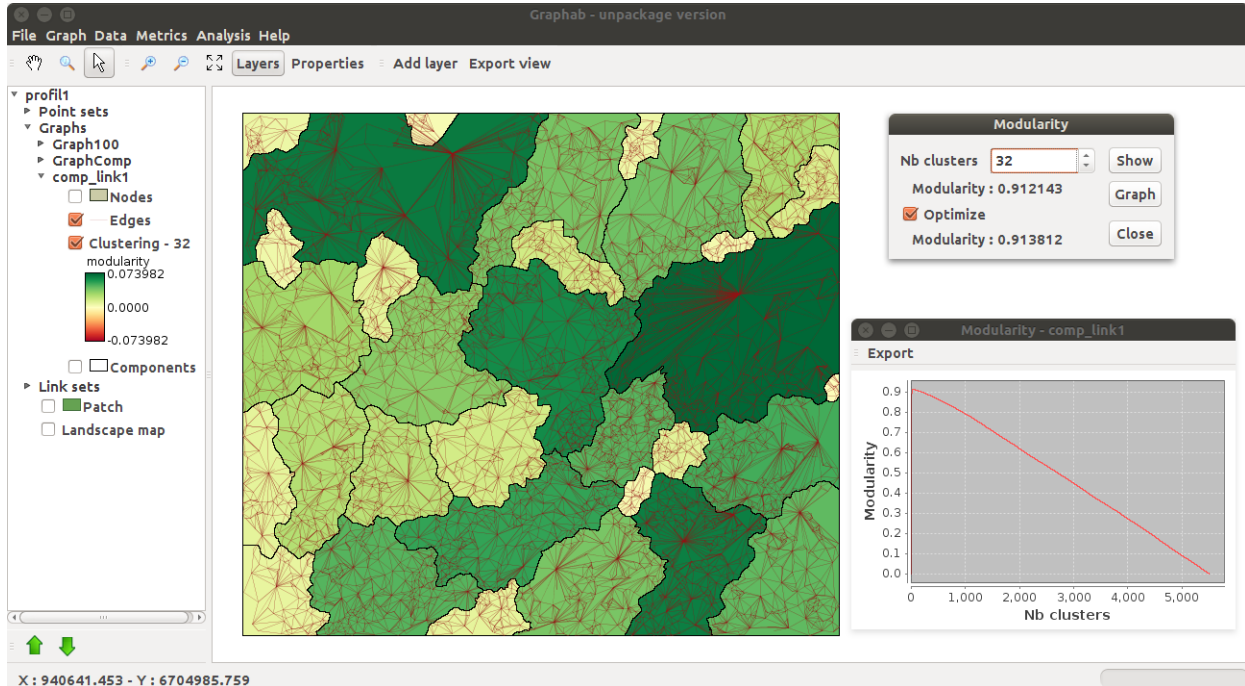 Graphab - unpackage version
File Graph Data Metrics Analysis Help
Layers Properties Add layer Export view
profil1
Point sets
Graphs
Graph100
GraphComp
comp_link1
Nodes
Edges
Clustering - 32
modularity
0.073982
0.0000
-0.073982
Components
Link sets
Patch
Landscape map
Modularity
Nb clusters 32 Show
Modularity : 0.912143
Graph
Optimize
Modularity : 0.913812
Close
Modularity - comp_link1
Export
Modularity
0.9
0.8
0.7
0.6
0.5
0.4
0.3
0.2
0.1
0.0
0 1,000 2,000 3,000 4,000 5,000
Nb clusters
X : 940641.453 - Y : 6704985.759